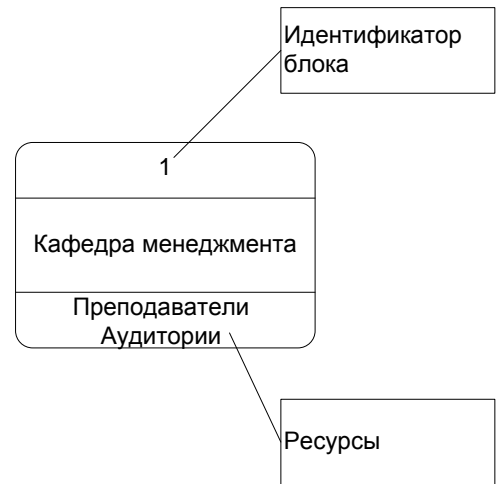 Идентификатор
блока
1
Кафедра менеджмента
Преподаватели
Аудитории
Ресурсы